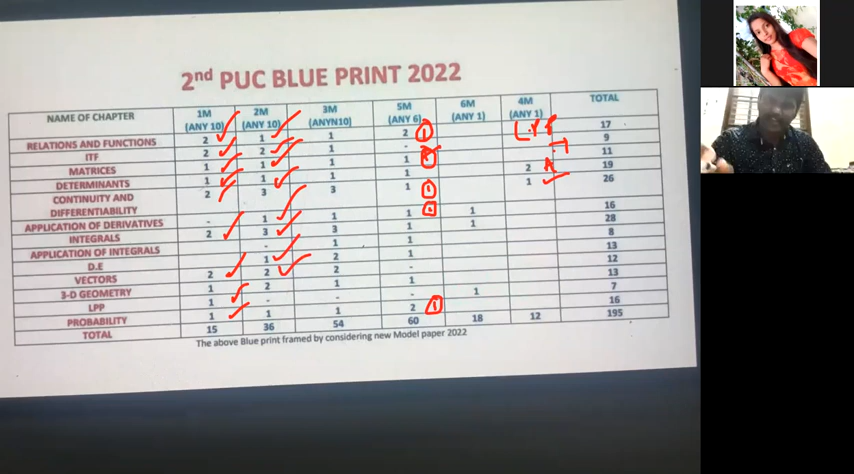 2nd PUC BLUE PRINT 2022
NAME OF CHAPTER 1M (ANY 10) 2M (ANY 10) 3M (ANYN10) 5M (ANY 6) 6M (ANY 1) 4M (ANY 1) TOTAL
RELATIONS AND FUNCTIONS 2 1 1 2 1 17
ITF 2 2 1 - 9
MATRICES 1 1 1 1 11
DETERMINANTS 1 1 1 1 2 A 19
CONTINUITY AND DIFFERENTIABILITY 2 3 3 1 1 1 26
APPLICATION OF DERIVATIVES - 1 1 1 1 16
INTEGRALS 2 3 3 1 1 28
APPLICATION OF INTEGRALS - 1 1 8
D.E 1 2 1 13
VECTORS 2 2 2 - 12
3-D GEOMETRY 1 2 1 1 13
LPP 1 - - - 1 7
PROBABILITY 1 1 1 2 1 16
TOTAL 15 36 54 60 18 12 195
The above Blue print framed by considering new Model paper 2022